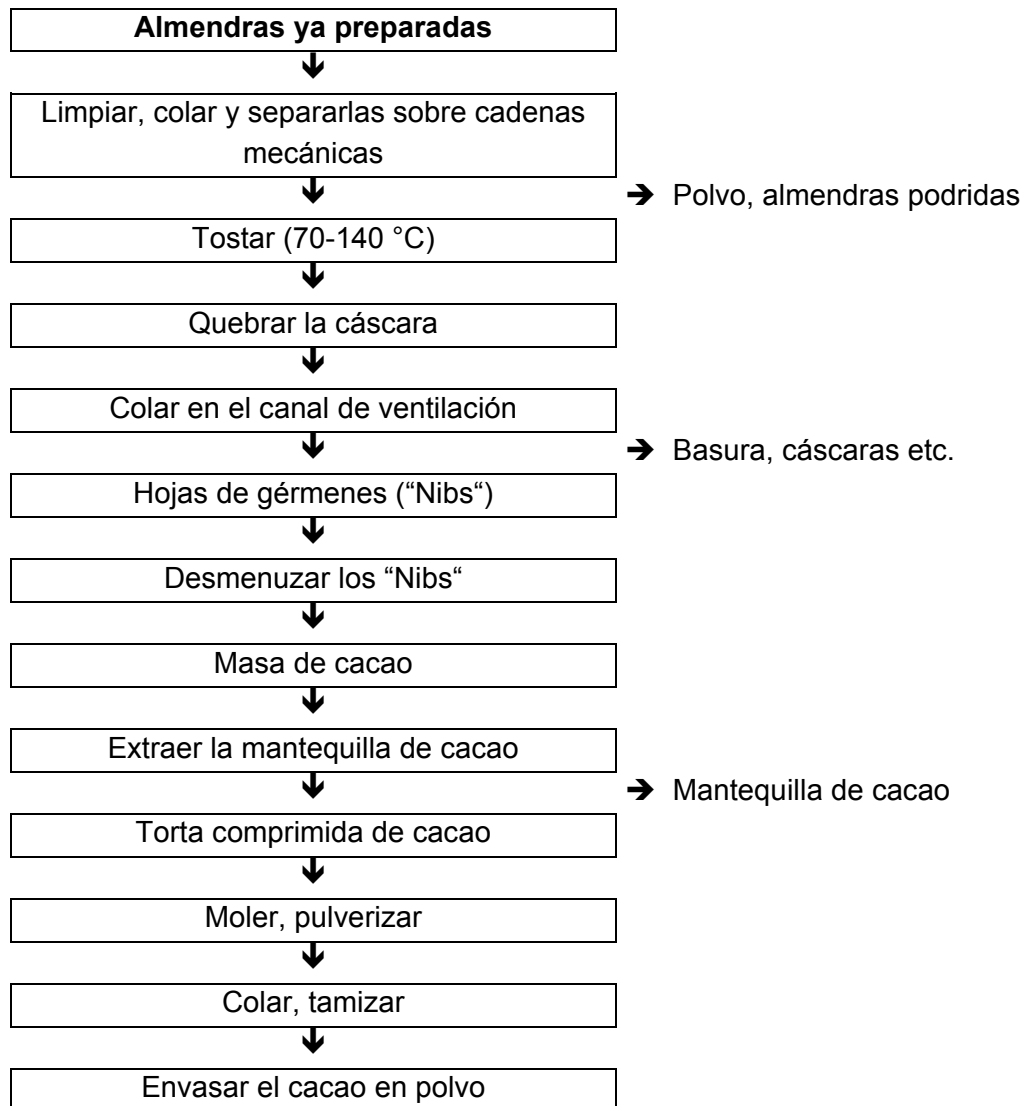 Almendras ya preparadas
Limpiar, colar y separarlas sobre cadenas
mecánicas
➔ Polvo, almendras podridas
Tostar (70-140 °C)
Quebrar la cáscara
Colar en el canal de ventilación
➔ Basura, cáscaras etc.
Hojas de gérmenes (“Nibs“)
Desmenuzar los “Nibs“
Masa de cacao
Extraer la mantequilla de cacao
➔ Mantequilla de cacao
Torta comprimida de cacao
Moler, pulverizar
Colar, tamizar
Envasar el cacao en polvo